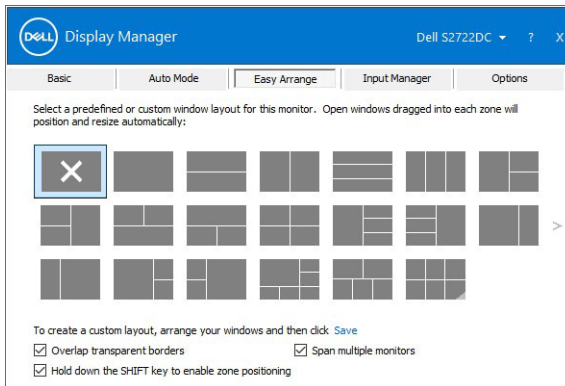 DELL Display Manager Dell S2722DC ? X
Basic Auto Mode Easy Arrange Input Manager Options
Select a predefined or custom window layout for this monitor. Open windows dragged into each zone will
position and resize automatically:
>
To create a custom layout, arrange your windows and then click Save
Overlap transparent borders Span multiple monitors
Hold down the SHIFT key to enable zone positioning